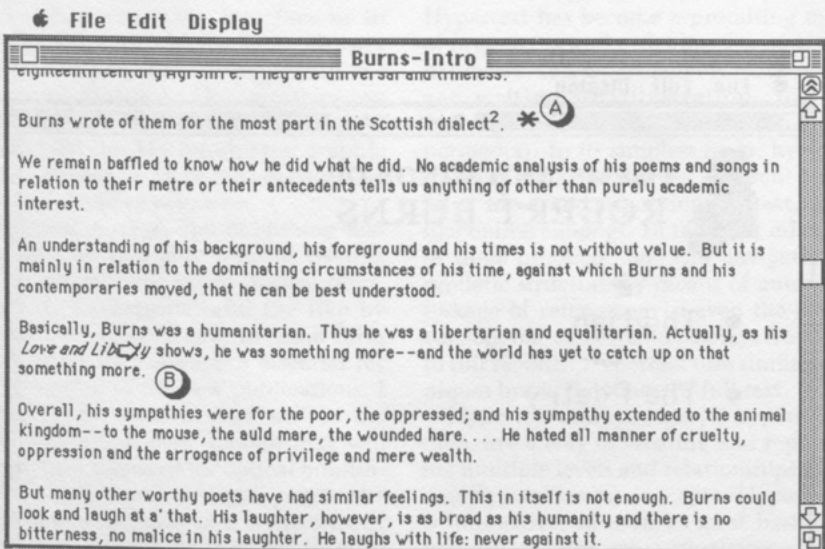 File Edit Display
Burns-Intro
eighteenth century Ayrshire. They are universal and timeless.
Burns wrote of them for the most part in the Scottish dialect². * A
We remain baffled to know how he did what he did. No academic analysis of his poems and songs in
relation to their metre or their antecedents tells us anything of other than purely academic
interest.
An understanding of his background, his foreground and his times is not without value. But it is
mainly in relation to the dominating circumstances of his time, against which Burns and his
contemporaries moved, that he can be best understood.
Basically, Burns was a humanitarian. Thus he was a libertarian and equalitarian. Actually, as his
Love and Liberty shows, he was something more--and the world has yet to catch up on that
something more. B
Overall, his sympathies were for the poor, the oppressed; and his sympathy extended to the animal
kingdom--to the mouse, the auld mare, the wounded hare. . . . He hated all manner of cruelty,
oppression and the arrogance of privilege and mere wealth.
But many other worthy poets have had similar feelings. This in itself is not enough. Burns could
look and laugh at a' that. His laughter, however, is as broad as his humanity and there is no
bitterness, no malice in his laughter. He laughs with life: never against it.